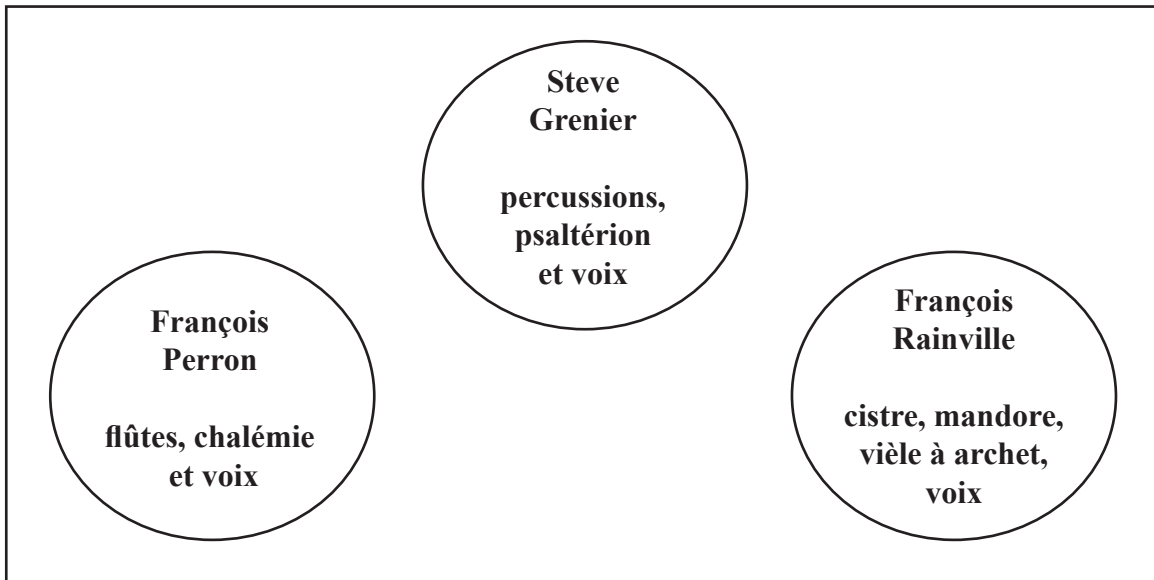 Steve
Grenier
percussions,
psaltérion
et voix
François
Perron
flûtes, chalémie
et voix
François
Rainville
cistre, mandore,
vièle à archet,
voix